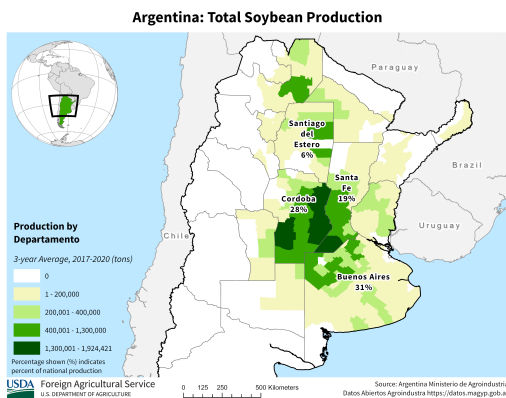 Argentina: Total Soybean Production
Paraguay
Santiago
del
Estero
6%
Brazil
Santa
Fe
19%
Cordoba
28%
Uruguay
Chile
Production by
Departamento
3-year Average, 2017-2020 (tons)
0
1 - 200,000
200,001 - 400,000
400,001 - 1,300,000
1,300,001 - 1,924,421
Buenos Aires
31%
Percentage shown (%) indicates
percent of national production
USDA Foreign Agricultural Service
U.S. DEPARTMENT OF AGRICULTURE
0 125 250 500 Kilometers
Source: Argentina Ministerio de Agroindustria
Datos Abiertos Agroindustra https://datos.magyp.gob.a